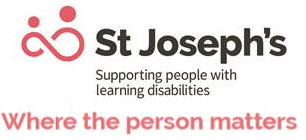 St Joseph's
Supporting people with
learning disabilities
Where the person matters